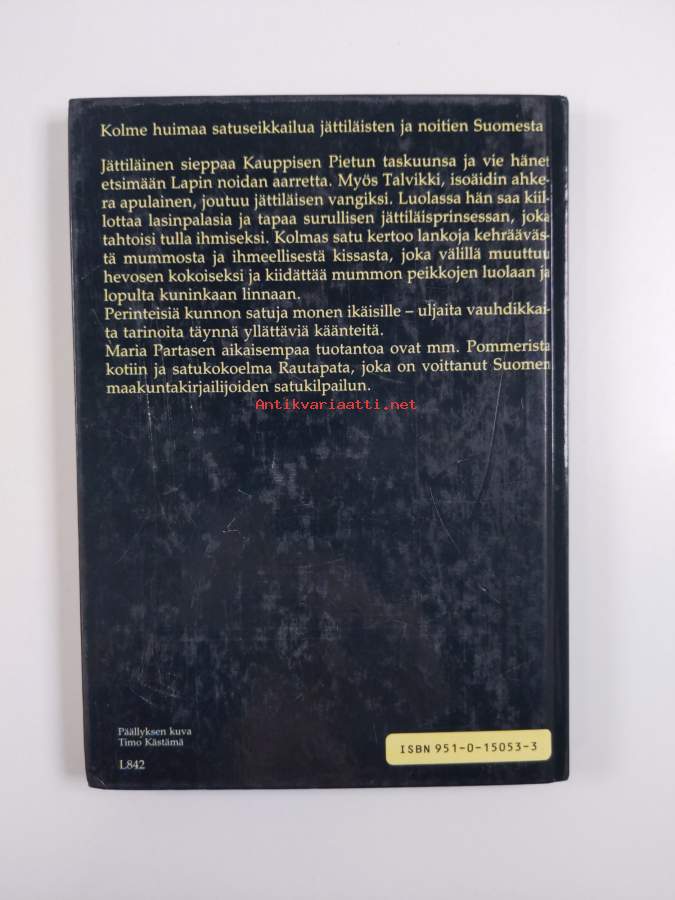 Kolme huimaa satuseikkailua jättiläisten ja noitien Suomesta
Jättiläinen sieppaa Kauppisen Pietun taskuunsa ja vie hänet
etsimään Lapin noidan aarretta. Myös Talvikki, isoäidin ahke-
ra apulainen, joutuu jättiläisen vangiksi. Luolassa hän saa kiil-
lottaa lasinpalasia ja tapaa surullisen jättiläisprinsessan, joka
tahtoisi tulla ihmiseksi. Kolmas satu kertoo lankoja kehrääväs-
tä mummosta ja ihmeellisestä kissasta, joka välillä muuttuu
hevosen kokoiseksi ja kiidättää mummon peikkojen luolaan ja
lopulta kuninkaan linnaan.
Perinteisiä kunnon satuja monen ikäisille – uljaita vauhdikkai-
ta tarinoita täynnä yllättäviä käänteitä.
Maria Partasen aikaisempaa tuotantoa ovat mm. Pommerista
kotiin ja satukokoelma Rautapata, joka on voittanut Suomen
maakuntakirjailijoiden satukilpailun.
Antikvariaatti.net
Päällyksen kuva
Timo Kästämä
L842
ISBN 951-0-15053-3